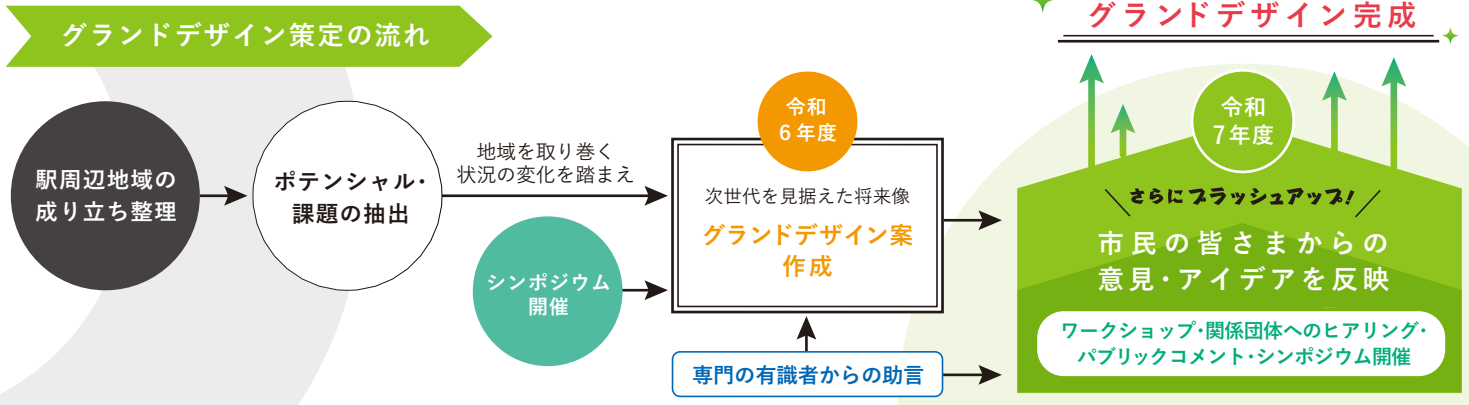 グランドデザイン策定の流れ
駅周辺地域の
成り立ち整理
ポテンシャル・
課題の抽出
地域を取り巻く
状況の変化を踏まえ
シンポジウム
開催
令和
6年度
次世代を見据えた将来像
グランドデザイン案
作成
専門の有識者からの助言
グランドデザイン完成
令和
7年度
さらにブラッシュアップ!
市民の皆さまからの
意見・アイデアを反映
ワークショップ・関係団体へのヒアリング・
パブリックコメント・シンポジウム開催